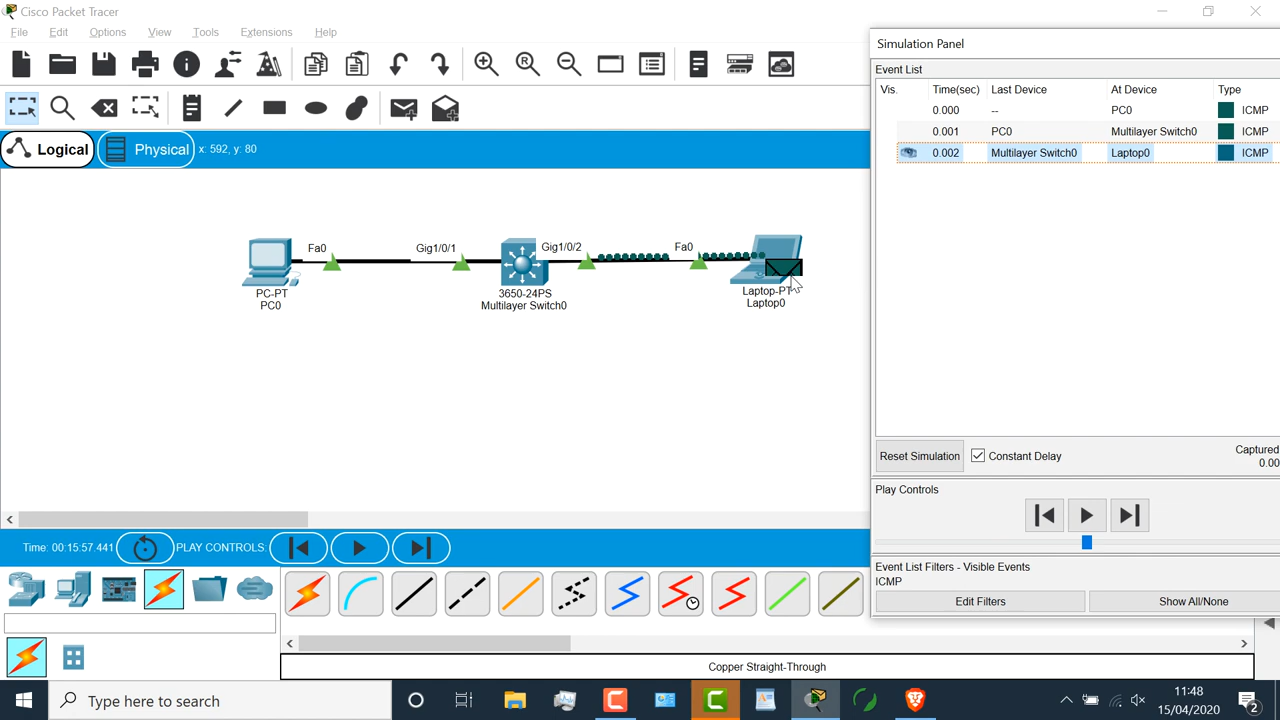 Cisco Packet Tracer
File Edit Options View Tools Extensions Help
Simulation Panel
Event List
Vis. Time(sec) Last Device At Device Type
0.000 -- PC0 ICMP
0.001 PC0 Multilayer Switch0 ICMP
0.002 Multilayer Switch0 Laptop0 ICMP
Logical Physical x: 592, y: 80
Fa0 Gig1/0/1 Gig1/0/2 Fa0
PC-PT
PC0
3650-24PS
Multilayer Switch0
Laptop-PT
Laptop0
Reset Simulation Constant Delay Captured
0.00
Play Controls
Time: 00:15:57.441 PLAY CONTROLS:
Event List Filters - Visible Events
ICMP
Edit Filters Show All/None
Copper Straight-Through
Type here to search
11:48
15/04/2020
2